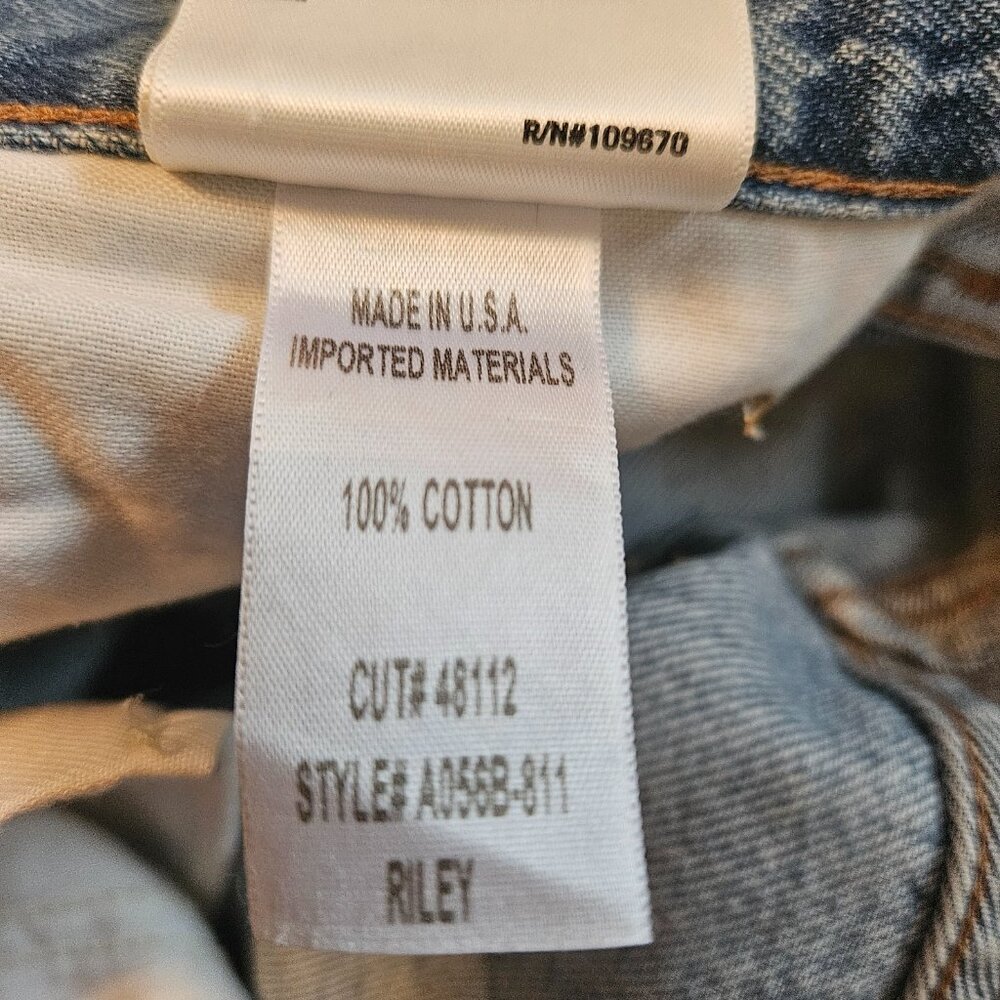 R/N#109670
MADE IN U.S.A.
IMPORTED MATERIALS
100% COTTON
CUT# 48112
STYLE# A056B-811
RILEY